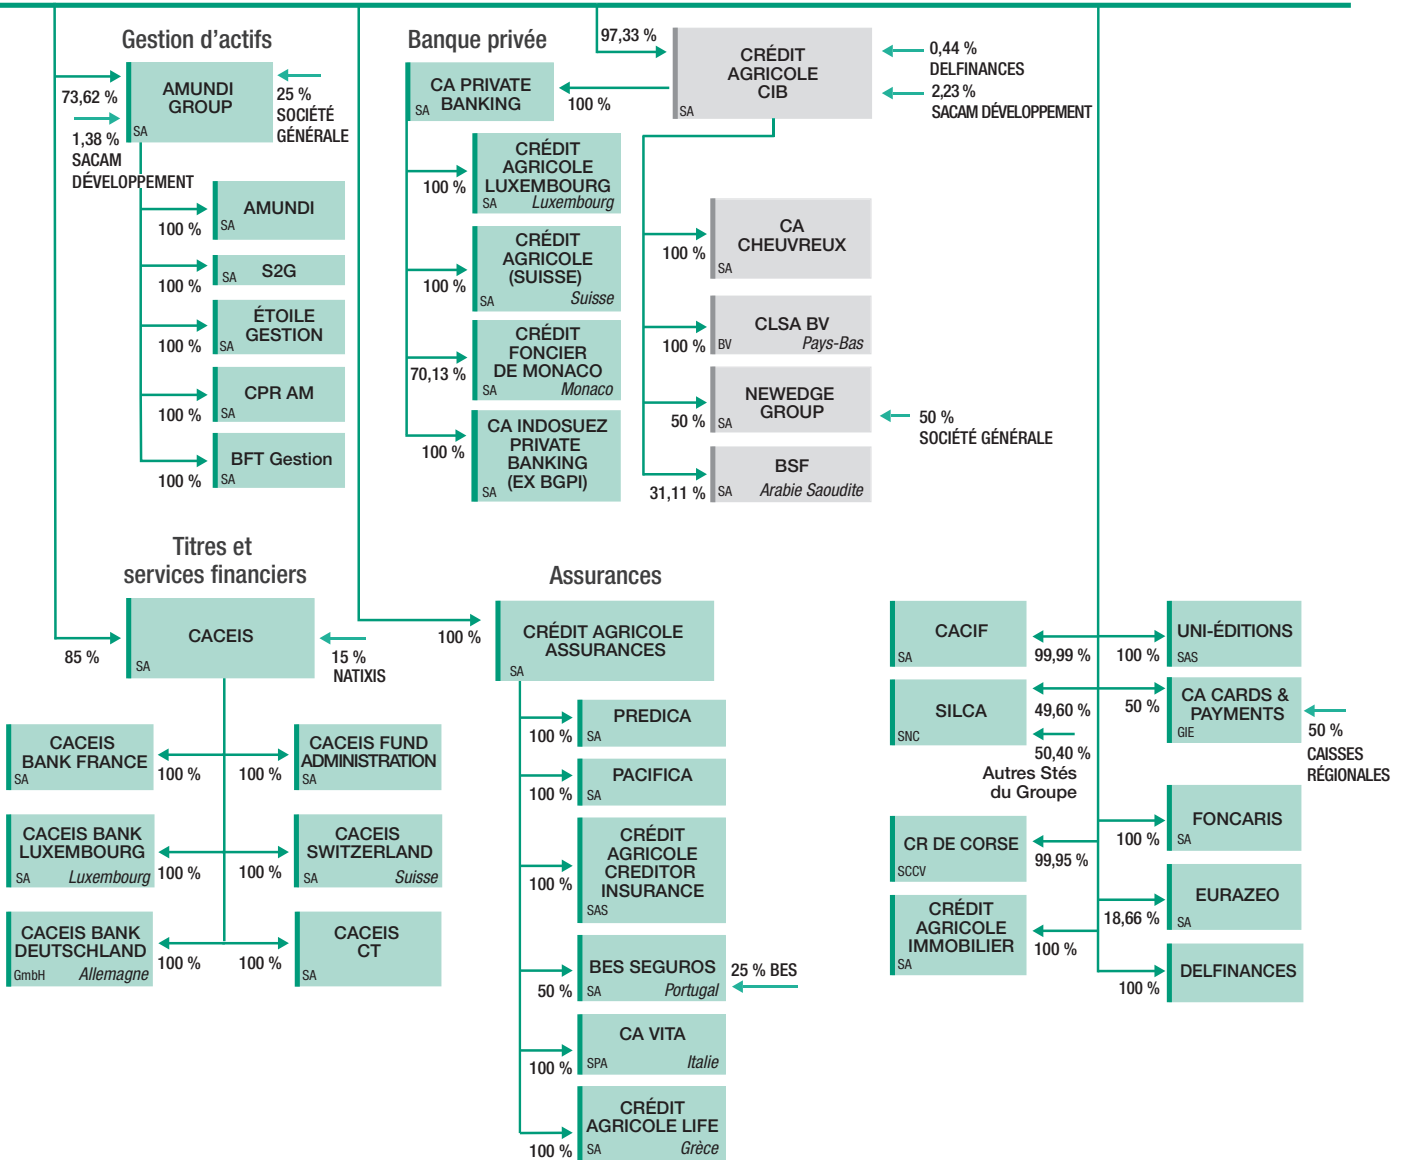 Gestion d'actifs
73,62 %
AMUNDI
GROUP
SA
25 %
SOCIÉTÉ
GÉNÉRALE
1,38 %
SACAM
DÉVELOPPEMENT
100 %
AMUNDI
SA
100 %
S2G
SA
100 %
ÉTOILE
GESTION
SA
100 %
CPR AM
SA
100 %
BFT Gestion
SA
Banque privée
CA PRIVATE
BANKING
SA
100 %
97,33 %
CRÉDIT
AGRICOLE
CIB
SA
0,44 %
DELFINANCES
2,23 %
SACAM DÉVELOPPEMENT
100 %
CRÉDIT
AGRICOLE
LUXEMBOURG
SA Luxembourg
100 %
CRÉDIT
AGRICOLE
(SUISSE)
SA Suisse
70,13 %
CRÉDIT
FONCIER
DE MONACO
SA Monaco
100 %
CA INDOSUEZ
PRIVATE
BANKING
(EX BGPI)
SA
100 %
CA
CHEUVREUX
SA
100 %
CLSA BV
BV Pays-Bas
50 %
NEWEDGE
GROUP
SA
50 %
SOCIÉTÉ GÉNÉRALE
31,11 %
BSF
SA Arabie Saoudite
Titres et
services financiers
85 %
CACEIS
SA
15 %
NATIXIS
CACEIS
BANK FRANCE
SA
100 %
100 %
CACEIS FUND
ADMINISTRATION
SA
CACEIS BANK
LUXEMBOURG
SA Luxembourg
100 %
100 %
CACEIS
SWITZERLAND
SA Suisse
CACEIS BANK
DEUTSCHLAND
GmbH Allemagne
100 %
100 %
CACEIS
CT
SA
Assurances
100 %
CRÉDIT AGRICOLE
ASSURANCES
SA
100 %
PREDICA
SA
100 %
PACIFICA
SA
100 %
CRÉDIT
AGRICOLE
CREDITOR
INSURANCE
SAS
50 %
BES SEGUROS
SA Portugal
25 % BES
100 %
CA VITA
SPA Italie
100 %
CRÉDIT
AGRICOLE LIFE
SA Grèce
CACIF
SA
99,99 %
100 %
UNI-ÉDITIONS
SAS
SILCA
SNC
49,60 %
50,40 %
Autres Stés
du Groupe
50 %
CA CARDS &
PAYMENTS
GIE
50 %
CAISSES
RÉGIONALES
CR DE CORSE
SCCV
99,95 %
100 %
FONCARIS
SA
CRÉDIT
AGRICOLE
IMMOBILIER
SA
100 %
18,66 %
EURAZEO
SA
100 %
DELFINANCES